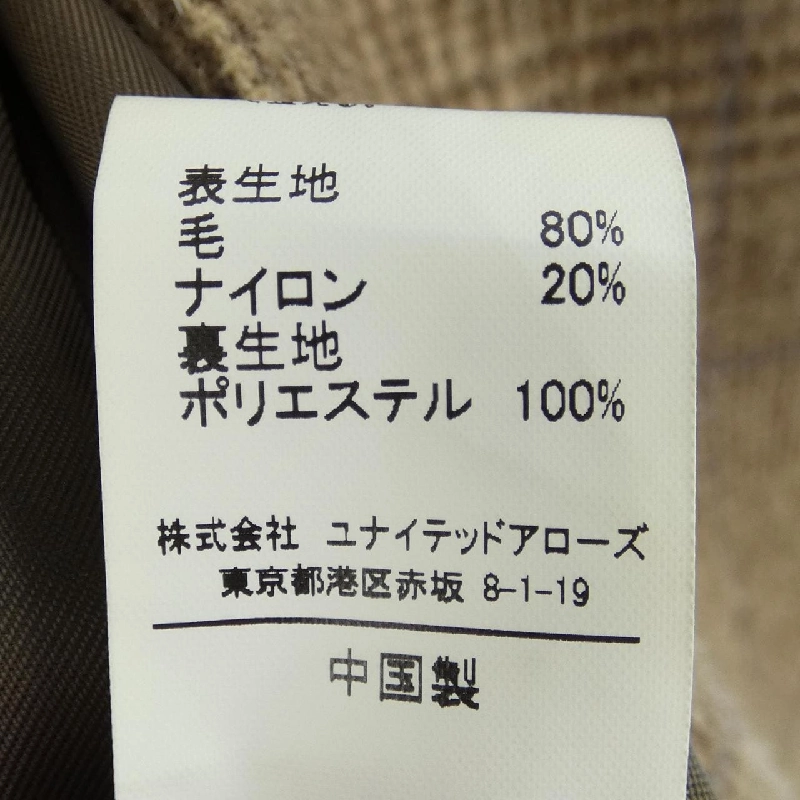 表生地
毛 80%
ナイロン 20%
裏生地
ポリエステル 100%
株式会社 ユナイテッドアローズ
東京都港区赤坂 8-1-19
中国製